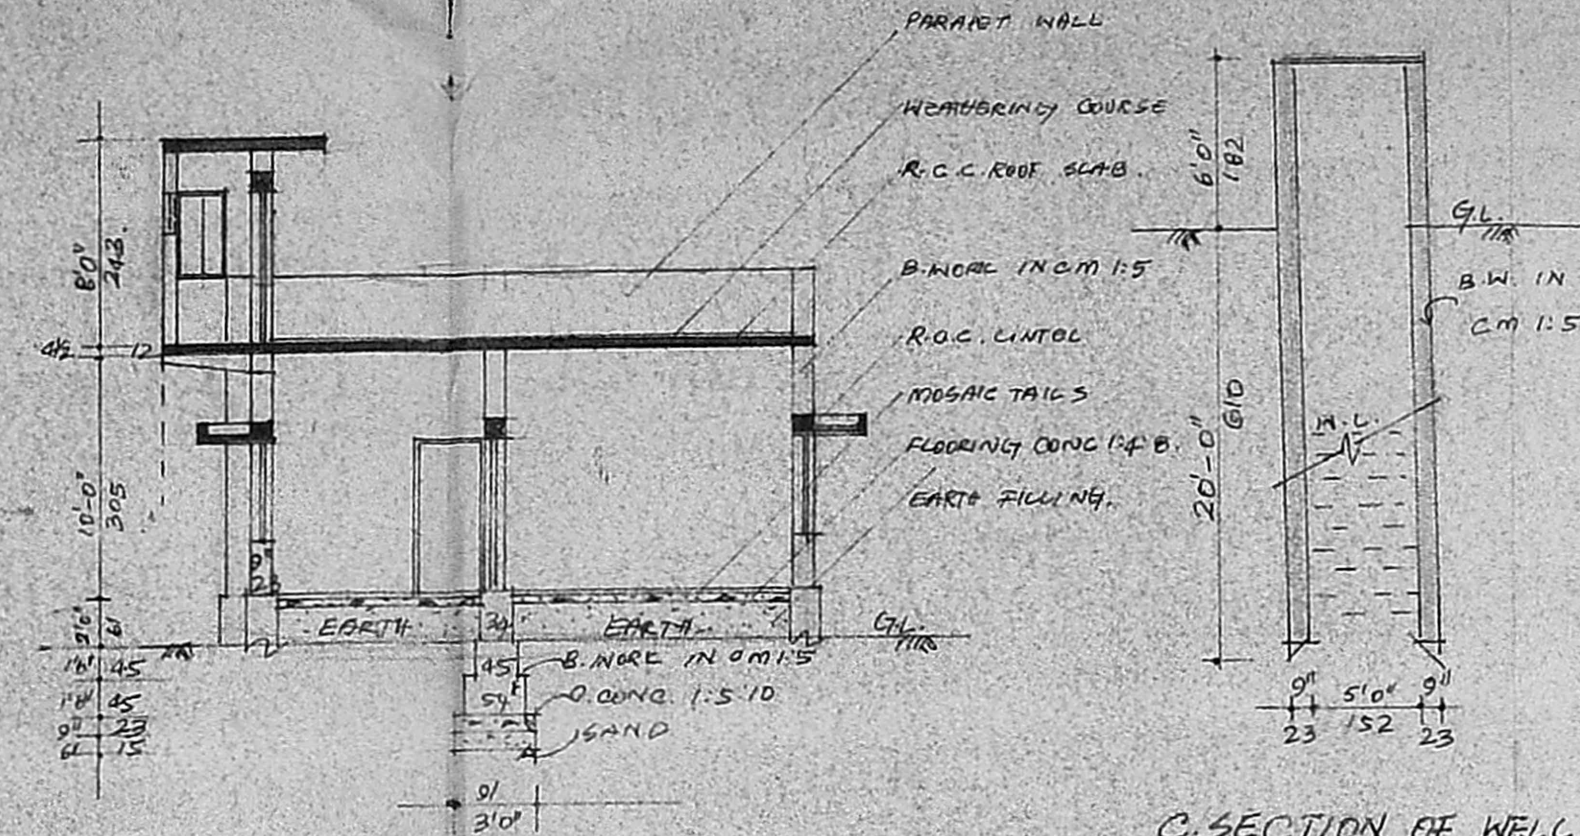 PARAPET WALL
WEATHERING COURSE
R.C.C. ROOF SLAB.
B.WORK IN CM 1:5
R.C.C. LINTOL
MOSAIC TAILS
FLOORING CONC 1:4:8.
EARTH FILLING.
8'0"
243.
4½
12
10'-0"
305
9"
23
2'0"
61
1'6"
45
1'6"
45
9"
23
6"
15
EARTH
34
EARTH
G.L.
45
B.WORK IN CM 1:5
54
C.CONC. 1:5:10
SAND
91
3'0"
6'0"
182
G.L.
B.W. IN
CM 1:5
W.L.
20'-0"
610
9"
5'0"
9"
23
152
23
C.SECTION OF WELL